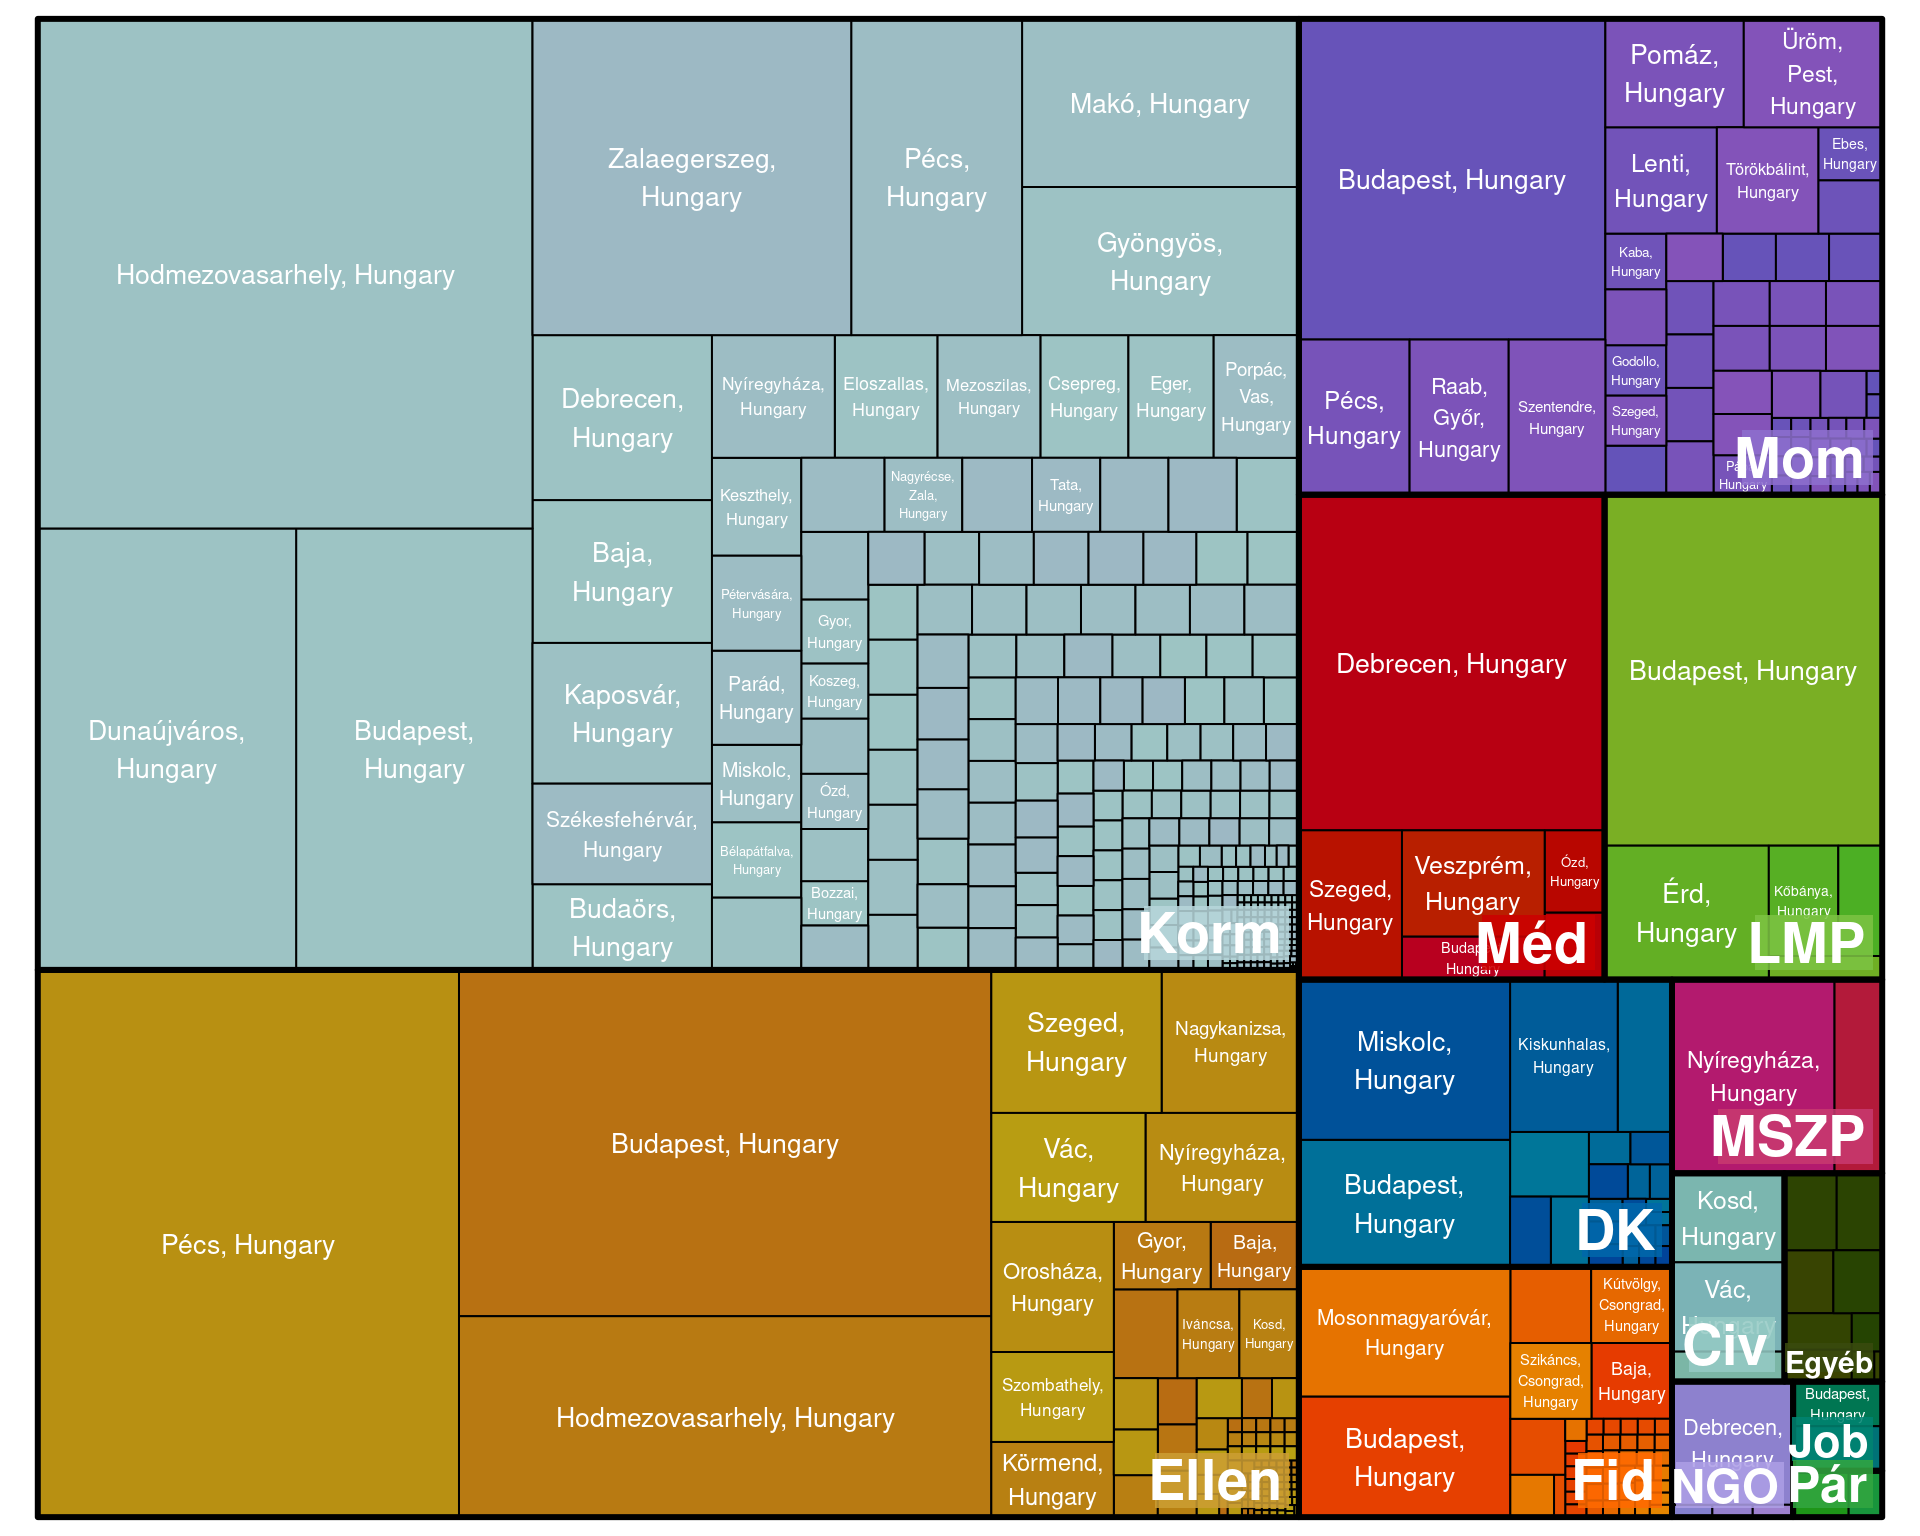 Hodmezovasarhely, Hungary
Zalaegerszeg,
Hungary
Pécs,
Hungary
Makó, Hungary
Gyöngyös,
Hungary
Dunaújváros,
Hungary
Budapest,
Hungary
Debrecen,
Hungary
Baja,
Hungary
Kaposvár,
Hungary
Székesfehérvár,
Hungary
Budaörs,
Hungary
Nyíregyháza,
Hungary
Eloszallas,
Hungary
Mezoszilas,
Hungary
Csepreg,
Hungary
Eger,
Hungary
Porpác,
Vas,
Hungary
Keszthely,
Hungary
Nagyrécse,
Zala,
Hungary
Tata,
Hungary
Pétervására,
Hungary
Gyor,
Hungary
Parád,
Hungary
Koszeg,
Hungary
Miskolc,
Hungary
Ózd,
Hungary
Bélapátfalva,
Hungary
Bozzai,
Hungary
Korm
Budapest, Hungary
Pomáz,
Hungary
Üröm,
Pest,
Hungary
Lenti,
Hungary
Törökbálint,
Hungary
Ebes,
Hungary
Kaba,
Hungary
Godollo,
Hungary
Szeged,
Hungary
Pécs,
Hungary
Raab,
Győr,
Hungary
Szentendre,
Hungary
Hungary
Mom
Debrecen, Hungary
Szeged,
Hungary
Veszprém,
Hungary
Ózd,
Hungary
Hungary
Méd
Budapest, Hungary
Érd,
Hungary
Kőbánya,
Hungary
LMP
Pécs, Hungary
Budapest, Hungary
Hodmezovasarhely, Hungary
Szeged,
Hungary
Nagykanizsa,
Hungary
Vác,
Hungary
Nyíregyháza,
Hungary
Orosháza,
Hungary
Gyor,
Hungary
Baja,
Hungary
Iváncsa,
Hungary
Kosd,
Hungary
Szombathely,
Hungary
Körmend,
Hungary
Ellen
Miskolc,
Hungary
Kiskunhalas,
Hungary
Budapest,
Hungary
DK
Mosonmagyaróvár,
Hungary
Kútvölgy,
Csongrad,
Hungary
Szikáncs,
Csongrad,
Hungary
Baja,
Hungary
Budapest,
Hungary
Fid
Nyíregyháza,
Hungary
MSZP
Kosd,
Hungary
Vác,
Hungary
Civ
Egyéb
Debrecen,
Hungary
NGO
Budapest,
Hungary
Job
Pár